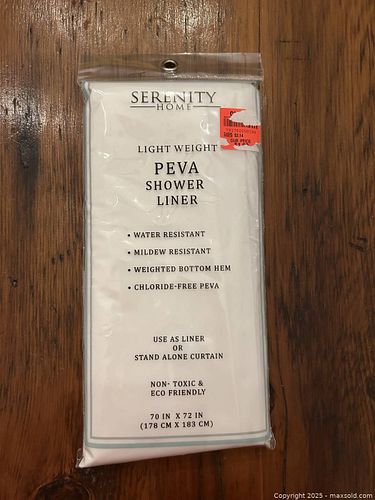 SERENITY
HOME
OUR PRICE
LIGHT WEIGHT
PEVA
SHOWER
LINER
• WATER RESISTANT
• MILDEW RESISTANT
• WEIGHTED BOTTOM HEM
• CHLORIDE-FREE PEVA
USE AS LINER
OR
STAND ALONE CURTAIN
NON- TOXIC &
ECO FRIENDLY
70 IN X 72 IN
(178 CM X 183 CM)
Copyright 2025 - maxsold.com